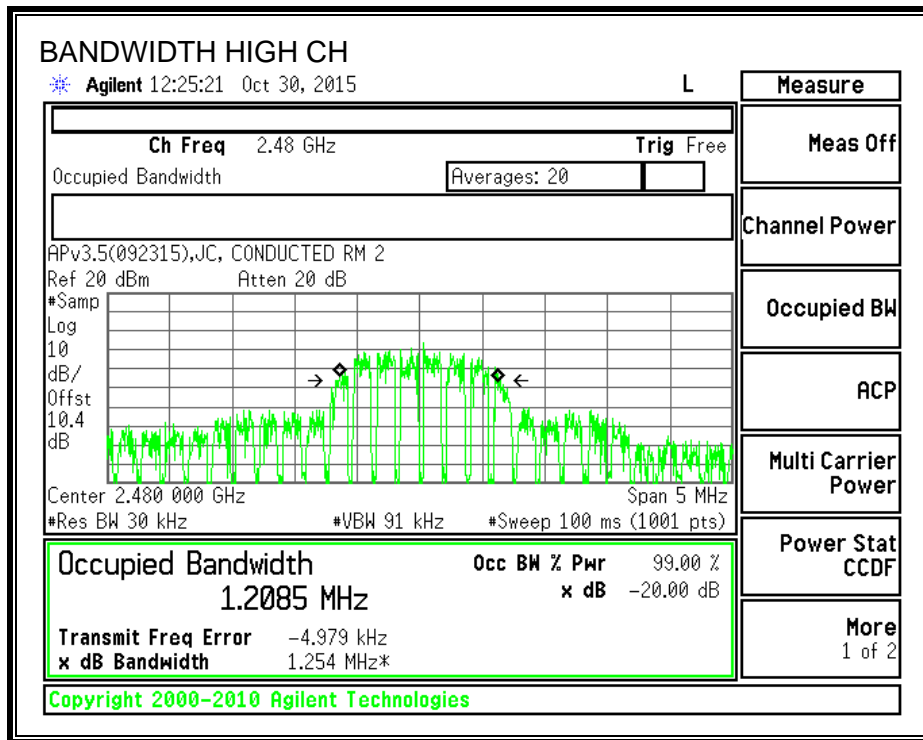 BANDWIDTH HIGH CH
Agilent 12:25:21 Oct 30, 2015 L
Measure
Ch Freq 2.48 GHz Trig Free
Meas Off
Occupied Bandwidth Averages: 20
Channel Power
APv3.5(092315),JC, CONDUCTED RM 2
Ref 20 dBm Atten 20 dB
#Samp
Log
10
dB/
Offst
10.4
dB
Occupied BW
ACP
Multi Carrier
Power
Center 2.480 000 GHz Span 5 MHz
#Res BW 30 kHz #VBW 91 kHz #Sweep 100 ms (1001 pts)
Power Stat
CCDF
Occupied Bandwidth Occ BW % Pwr 99.00 %
1.2085 MHz x dB -20.00 dB
Transmit Freq Error -4.979 kHz
x dB Bandwidth 1.254 MHz*
More
1 of 2
Copyright 2000-2010 Agilent Technologies